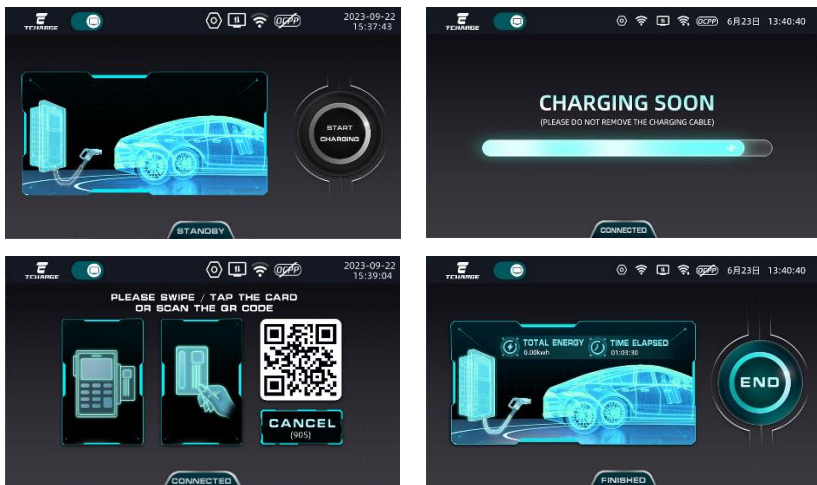 TCHARGE
OCPP
2023-09-22
15:37:43
START
CHARGING
STANDBY
TCHARGE
OCPP 6月23日 13:40:40
CHARGING SOON
(PLEASE DO NOT REMOVE THE CHARGING CABLE)
CONNECTED
TCHARGE
OCPP
2023-09-22
15:39:04
PLEASE SWIPE / TAP THE CARD
OR SCAN THE QR CODE
CANCEL
(90S)
CONNECTED
TCHARGE
OCPP 6月23日 13:40:40
TOTAL ENERGY
0.00kwh
TIME ELAPSED
01:03:30
END
FINISHED